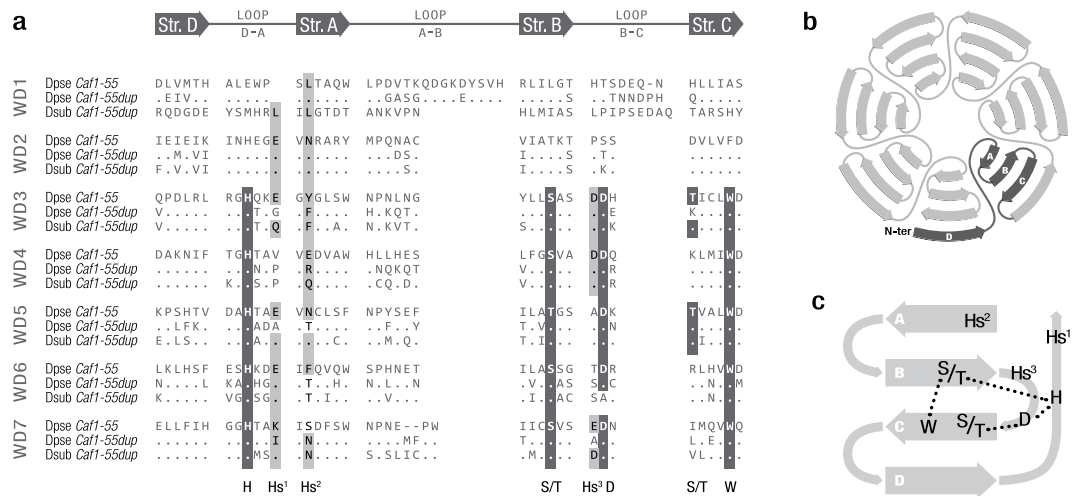 a
Str. D LOOP D–A Str. A LOOP A-B Str. B LOOP B-C Str. C
WD1
Dpse Caf1-55 DLVMTH ALEWP SLTAQW LPDVTKQDGKDYSVH RLILGT HTSDEQ-N HLLIAS
Dpse Caf1-55dup .EIV.. ..... ...... ..GASG....E.... .....S ..TNNDPH Q.....
Dsub Caf1-55dup RQDGDE YSMHRL ILGTDT ANKVPN HLMIAS LPIPSEDAQ TARSHY
WD2
Dpse Caf1-55 IEIEIK INHEGE VNRARY MPQNAC VIATKT PSS DVLVFD
Dpse Caf1-55dup ..M.VI ...... ...... ....DS. I....S .T. ......
Dsub Caf1-55dup F.V.VI ...... ...... ...... I....S .K. ......
WD3
Dpse Caf1-55 QPDLRL RGHQKE GYGLSW NPNLNG YLLSAS DDH TICLWD
Dpse Caf1-55dup V..... ...T.G .F.... H.KQT. ...... ..E K.....
Dsub Caf1-55dup V..... .....Q .F..A. N.KVT. S..... ..K ......
WD4
Dpse Caf1-55 DAKNIF TGHTAV VEDVAW HLLHES LFGSVA DDQ KLMIWD
Dpse Caf1-55dup ...... ...N.P .R.... .NQKQT ...... ..R ......
Dsub Caf1-55dup ...... K..S.P .Q.... .CQ.D. V..... ..R ......
WD5
Dpse Caf1-55 KPSHTV DAHTAE VNCLSF NPYSEF ILATGS ADK TVALWD
Dpse Caf1-55dup ..LFK. ...ADA .T.... .F..Y T.V... ..N ......
Dsub Caf1-55dup E.LS.. ...A.. ....C. .M..Q. T..... I.. ......
WD6
Dpse Caf1-55 LKLHSF ESHKDE IFQVQW SPHNET ILASSG TDR RLHVWD
Dpse Caf1-55dup N....L KA.HG. .T..H. N.L..N VAS S.C ..N..M
Dsub Caf1-55dup N..... G.SK.. .T.I.. ..V... .I.AC SA. ..N...
WD7
Dpse Caf1-55 ELLFIH GGHTAK ISDFSW NPNE--PW IICSVS EDN IMQVWQ
Dpse Caf1-55dup ...... .....I .N.... ....MF.. T..... A.. L..E..
Dsub Caf1-55dup ...... ...MS. .N.... .S.SLIC.. .M.... D.. VL....
H Hs¹ Hs² S/T Hs³ D S/T W
b
A
B
C
D
N-ter
c
A Hs²
Hs¹
B S/T Hs³
H
C W S/T D
D